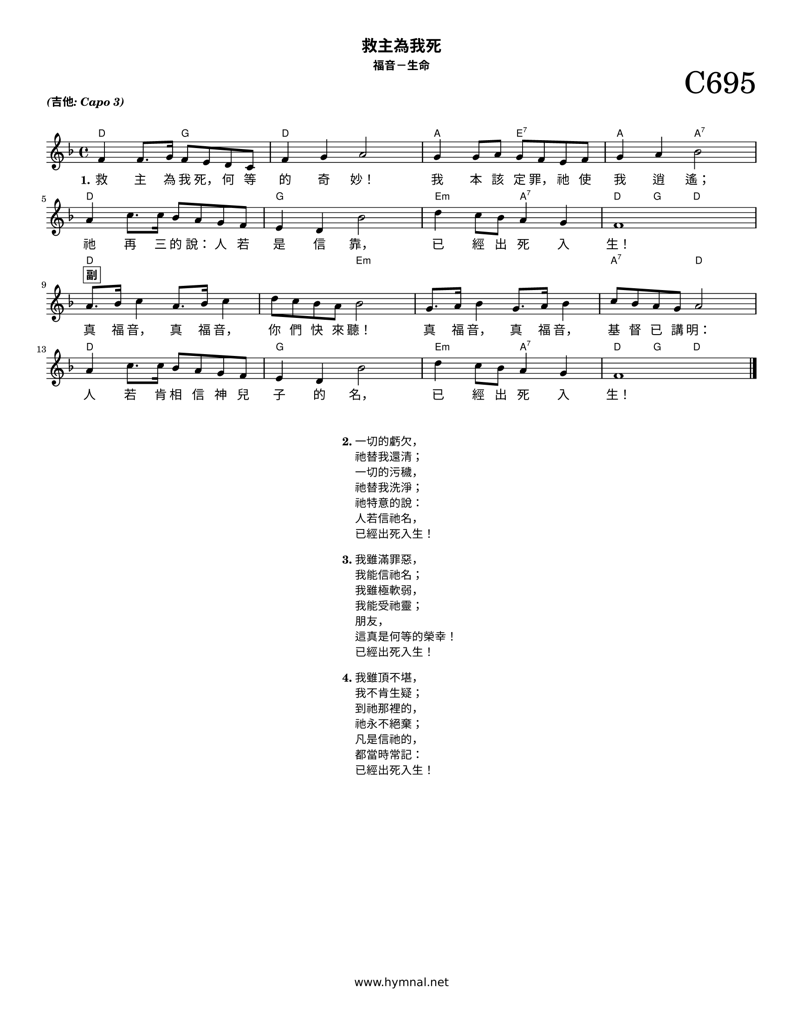 救主為我死
福音－生命
C695
(吉他: Capo 3)
D G D A E7 A A7
1. 救 主 為我死，何 等 的 奇 妙！ 我 本 該 定罪，祂 使 我 逍 遙；
5 D G Em A7 D G D
祂 再 三的說：人 若 是 信 靠， 已 經 出 死 入 生！
D Em A7 D
副
9
真 福音， 真 福音， 你 們 快 來聽！ 真 福音， 真 福音， 基 督 已 講明：
13 D G Em A7 D G D
人 若 肯相 信 神 兒 子 的 名， 已 經 出 死 入 生！
2. 一切的虧欠，
祂替我還清；
一切的污穢，
祂替我洗淨；
祂特意的說：
人若信祂名，
已經出死入生！
3. 我雖滿罪惡，
我能信祂名；
我雖極軟弱，
我能受祂靈；
朋友，
這真是何等的榮幸！
已經出死入生！
4. 我雖頂不堪，
我不肯生疑；
到祂那裡的，
祂永不絕棄；
凡是信祂的，
都當時常記：
已經出死入生！
www.hymnal.net